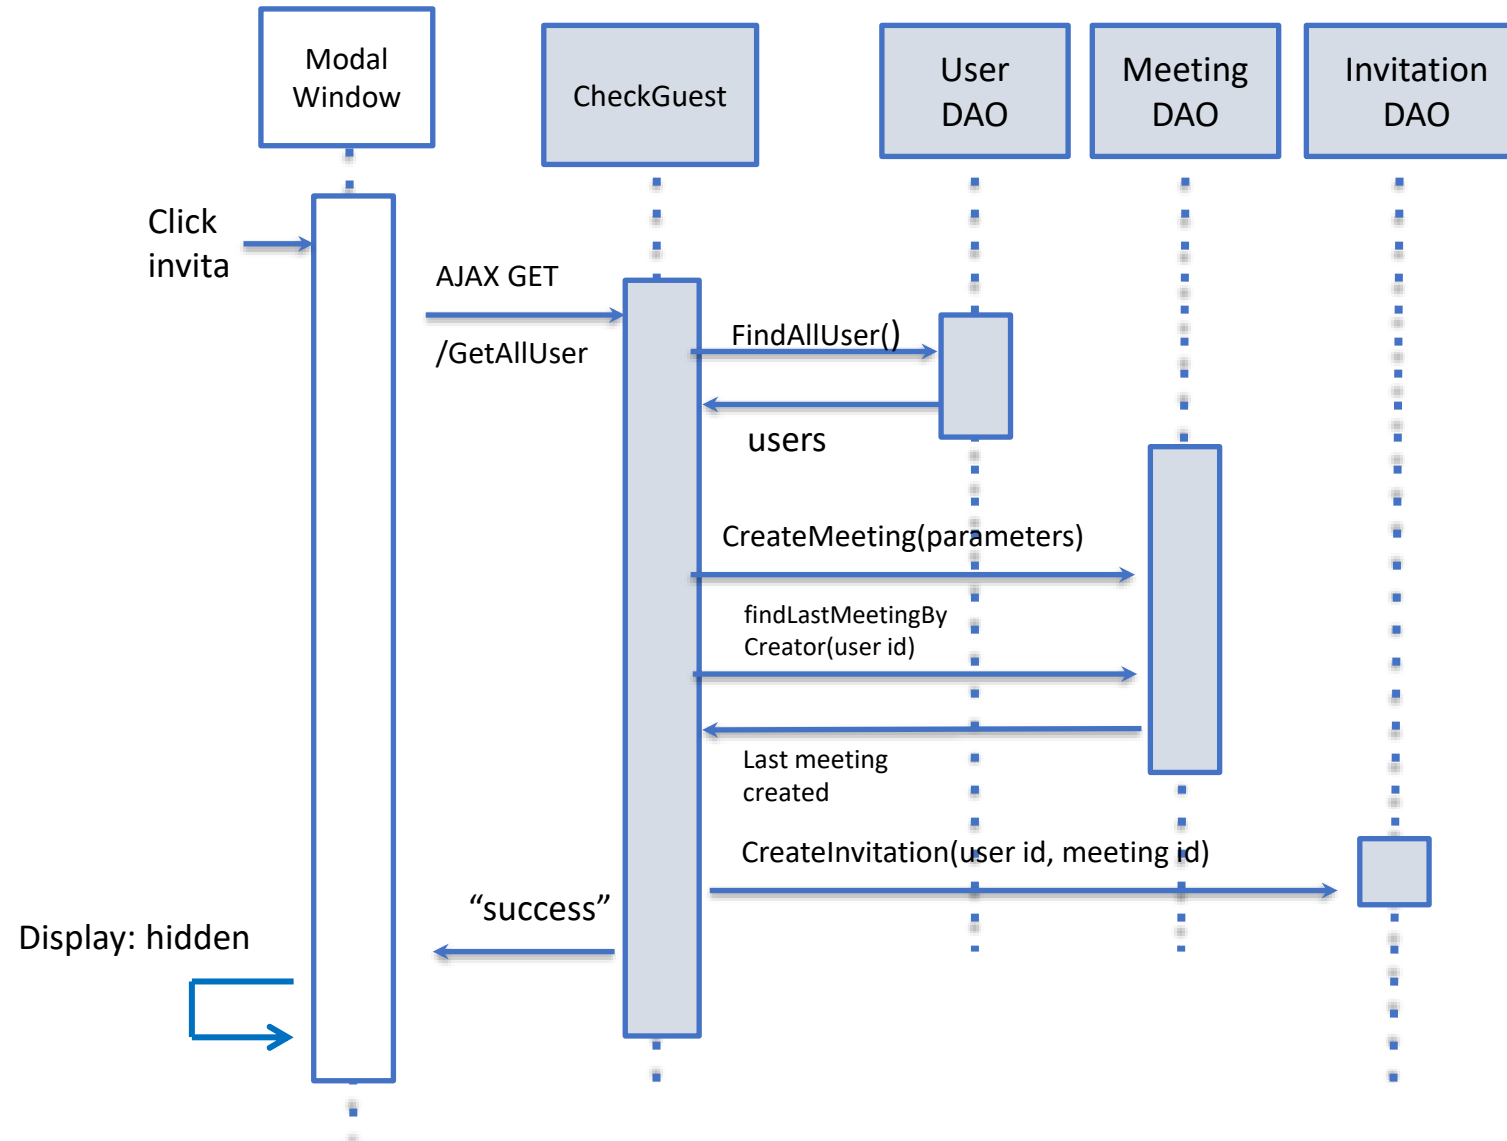 Modal
Window
CheckGuest
User
DAO
Meeting
DAO
Invitation
DAO
Click
invita
AJAX GET
/GetAllUser
FindAllUser()
users
CreateMeeting(parameters)
findLastMeetingBy
Creator(user id)
Last meeting
created
CreateInvitation(user id, meeting id)
“success”
Display: hidden